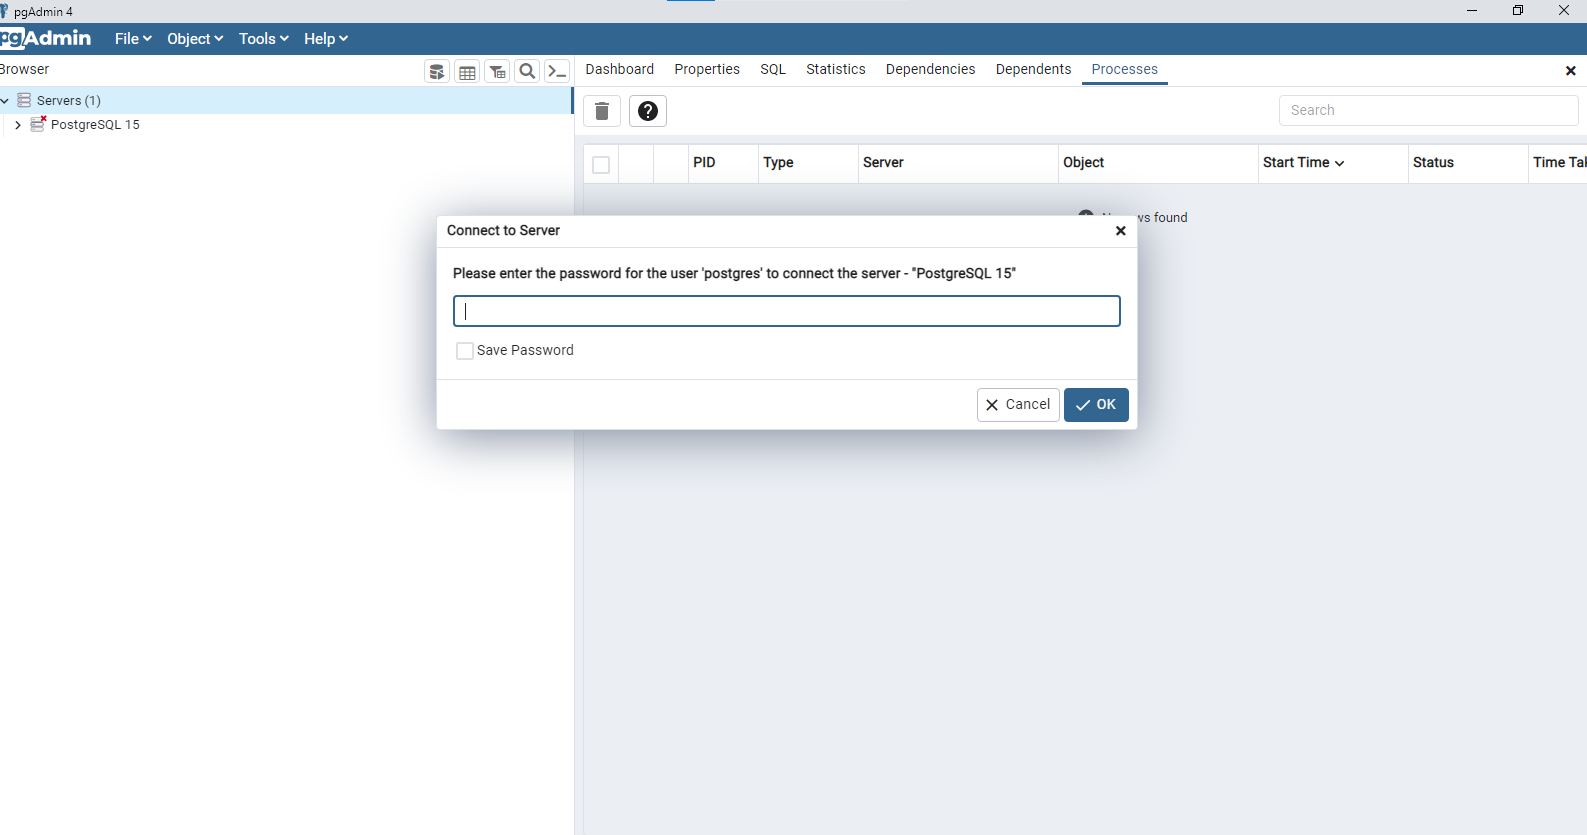 pgAdmin 4
pgAdmin File Object Tools Help
Browser
Dashboard Properties SQL Statistics Dependencies Dependents Processes
Servers (1)
PostgreSQL 15
Search
PID Type Server Object Start Time Status Time Tak
ws found
Connect to Server
Please enter the password for the user 'postgres' to connect the server - "PostgreSQL 15"
Save Password
Cancel OK